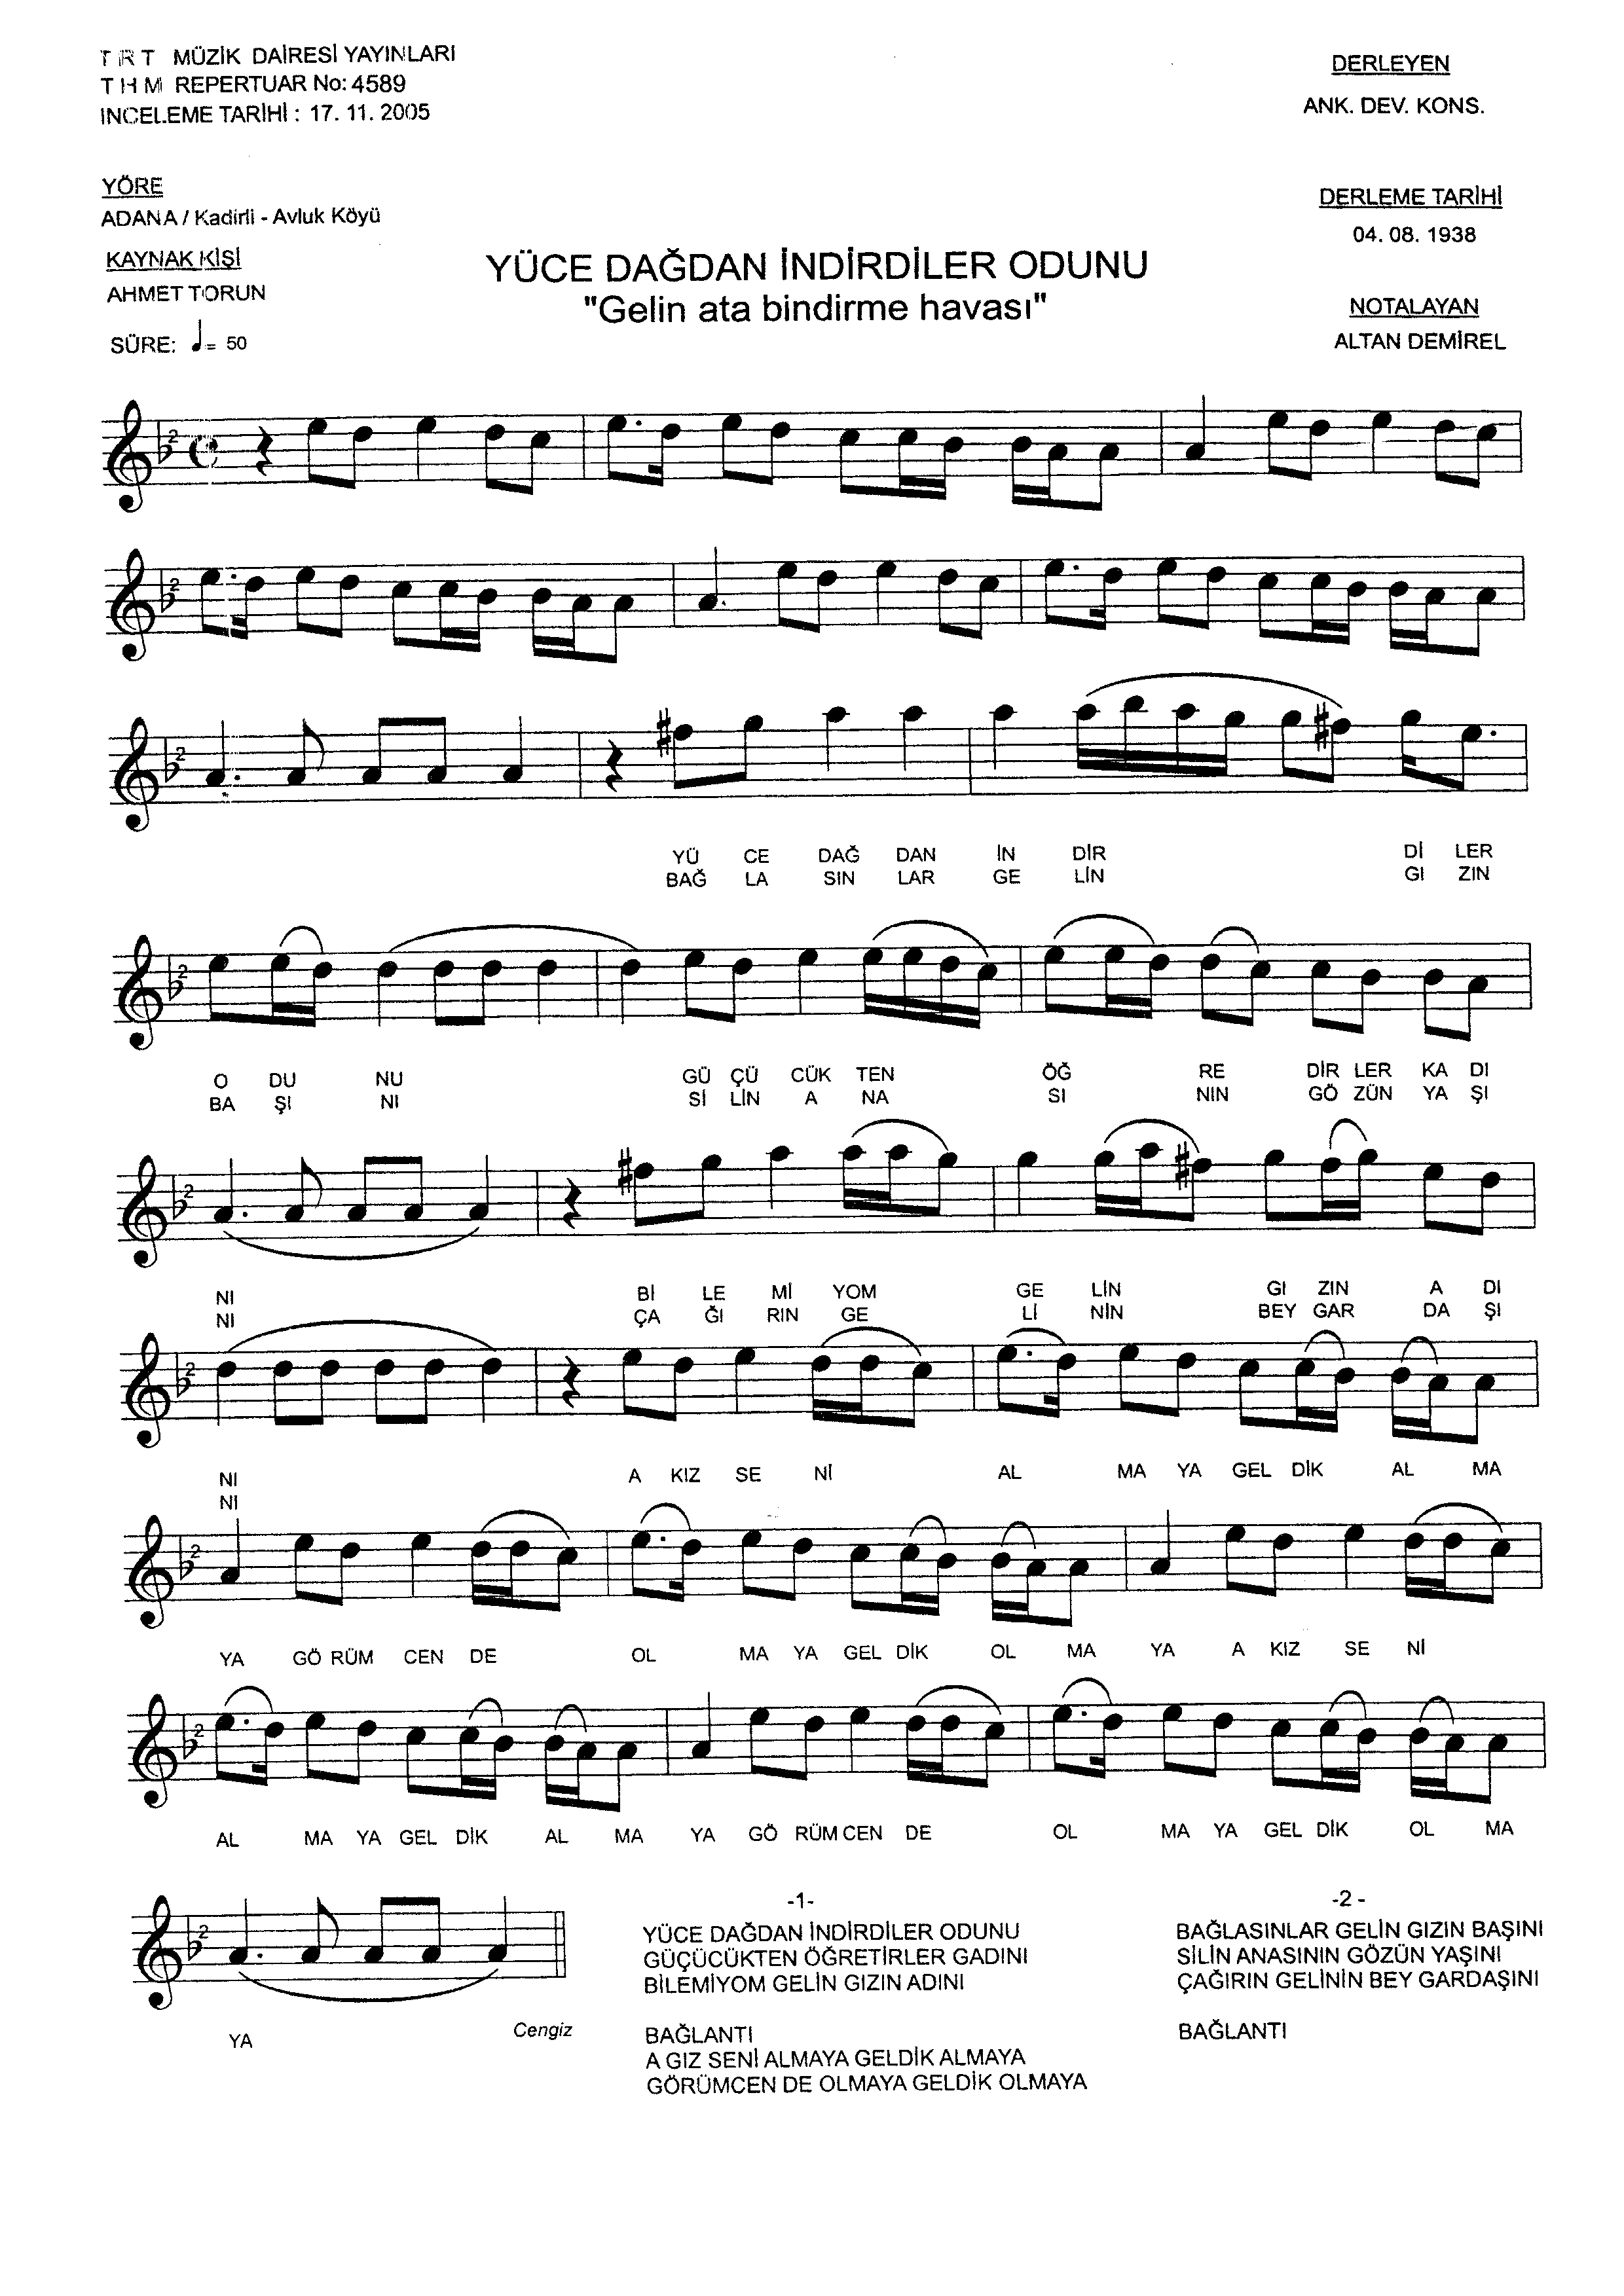 TRT MÜZİK DAİRESİ YAYINLARI
THM REPERTUAR No: 4589
INCELEME TARİHİ : 17. 11. 2005
DERLEYEN
ANK. DEV. KONS.
YÖRE
ADANA / Kadirli - Avluk Köyü
DERLEME TARİHİ
04. 08. 1938
KAYNAK KİŞİ
AHMET TORUN
YÜCE DAĞDAN İNDİRDİLER ODUNU
"Gelin ata bindirme havası"
NOTALAYAN
ALTAN DEMİREL
SÜRE: ♩= 50
YÜ CE DAĞ DAN İN DİR Dİ LER
BAĞ LA SIN LAR GE LİN GI ZIN
O DU NU GÜ ÇÜ CÜK TEN ÖĞ RE DİR LER KA DI
BA ŞI NI Sİ LİN A NA SI NIN GÖ ZÜN YA ŞI
NI Bİ LE Mİ YOM GE LİN GI ZIN A DI
NI ÇA ĞI RIN GE Lİ NİN BEY GAR DA ŞI
NI A KIZ SE Nİ AL MA YA GEL DİK AL MA
NI
YA GÖ RÜM CEN DE OL MA YA GEL DİK OL MA YA A KIZ SE Nİ
AL MA YA GEL DİK AL MA YA GÖ RÜM CEN DE OL MA YA GEL DİK OL MA
YA
Cengiz
-1-
YÜCE DAĞDAN İNDİRDİLER ODUNU
GÜÇÜCÜKTEN ÖĞRETİRLER GADINI
BİLEMİYOM GELİN GIZIN ADINI
BAĞLANTI
A GIZ SENİ ALMAYA GELDİK ALMAYA
GÖRÜMCEN DE OLMAYA GELDİK OLMAYA
-2-
BAĞLASINLAR GELİN GIZIN BAŞINI
SİLİN ANASININ GÖZÜN YAŞINI
ÇAĞIRIN GELİNİN BEY GARDAŞINI
BAĞLANTI